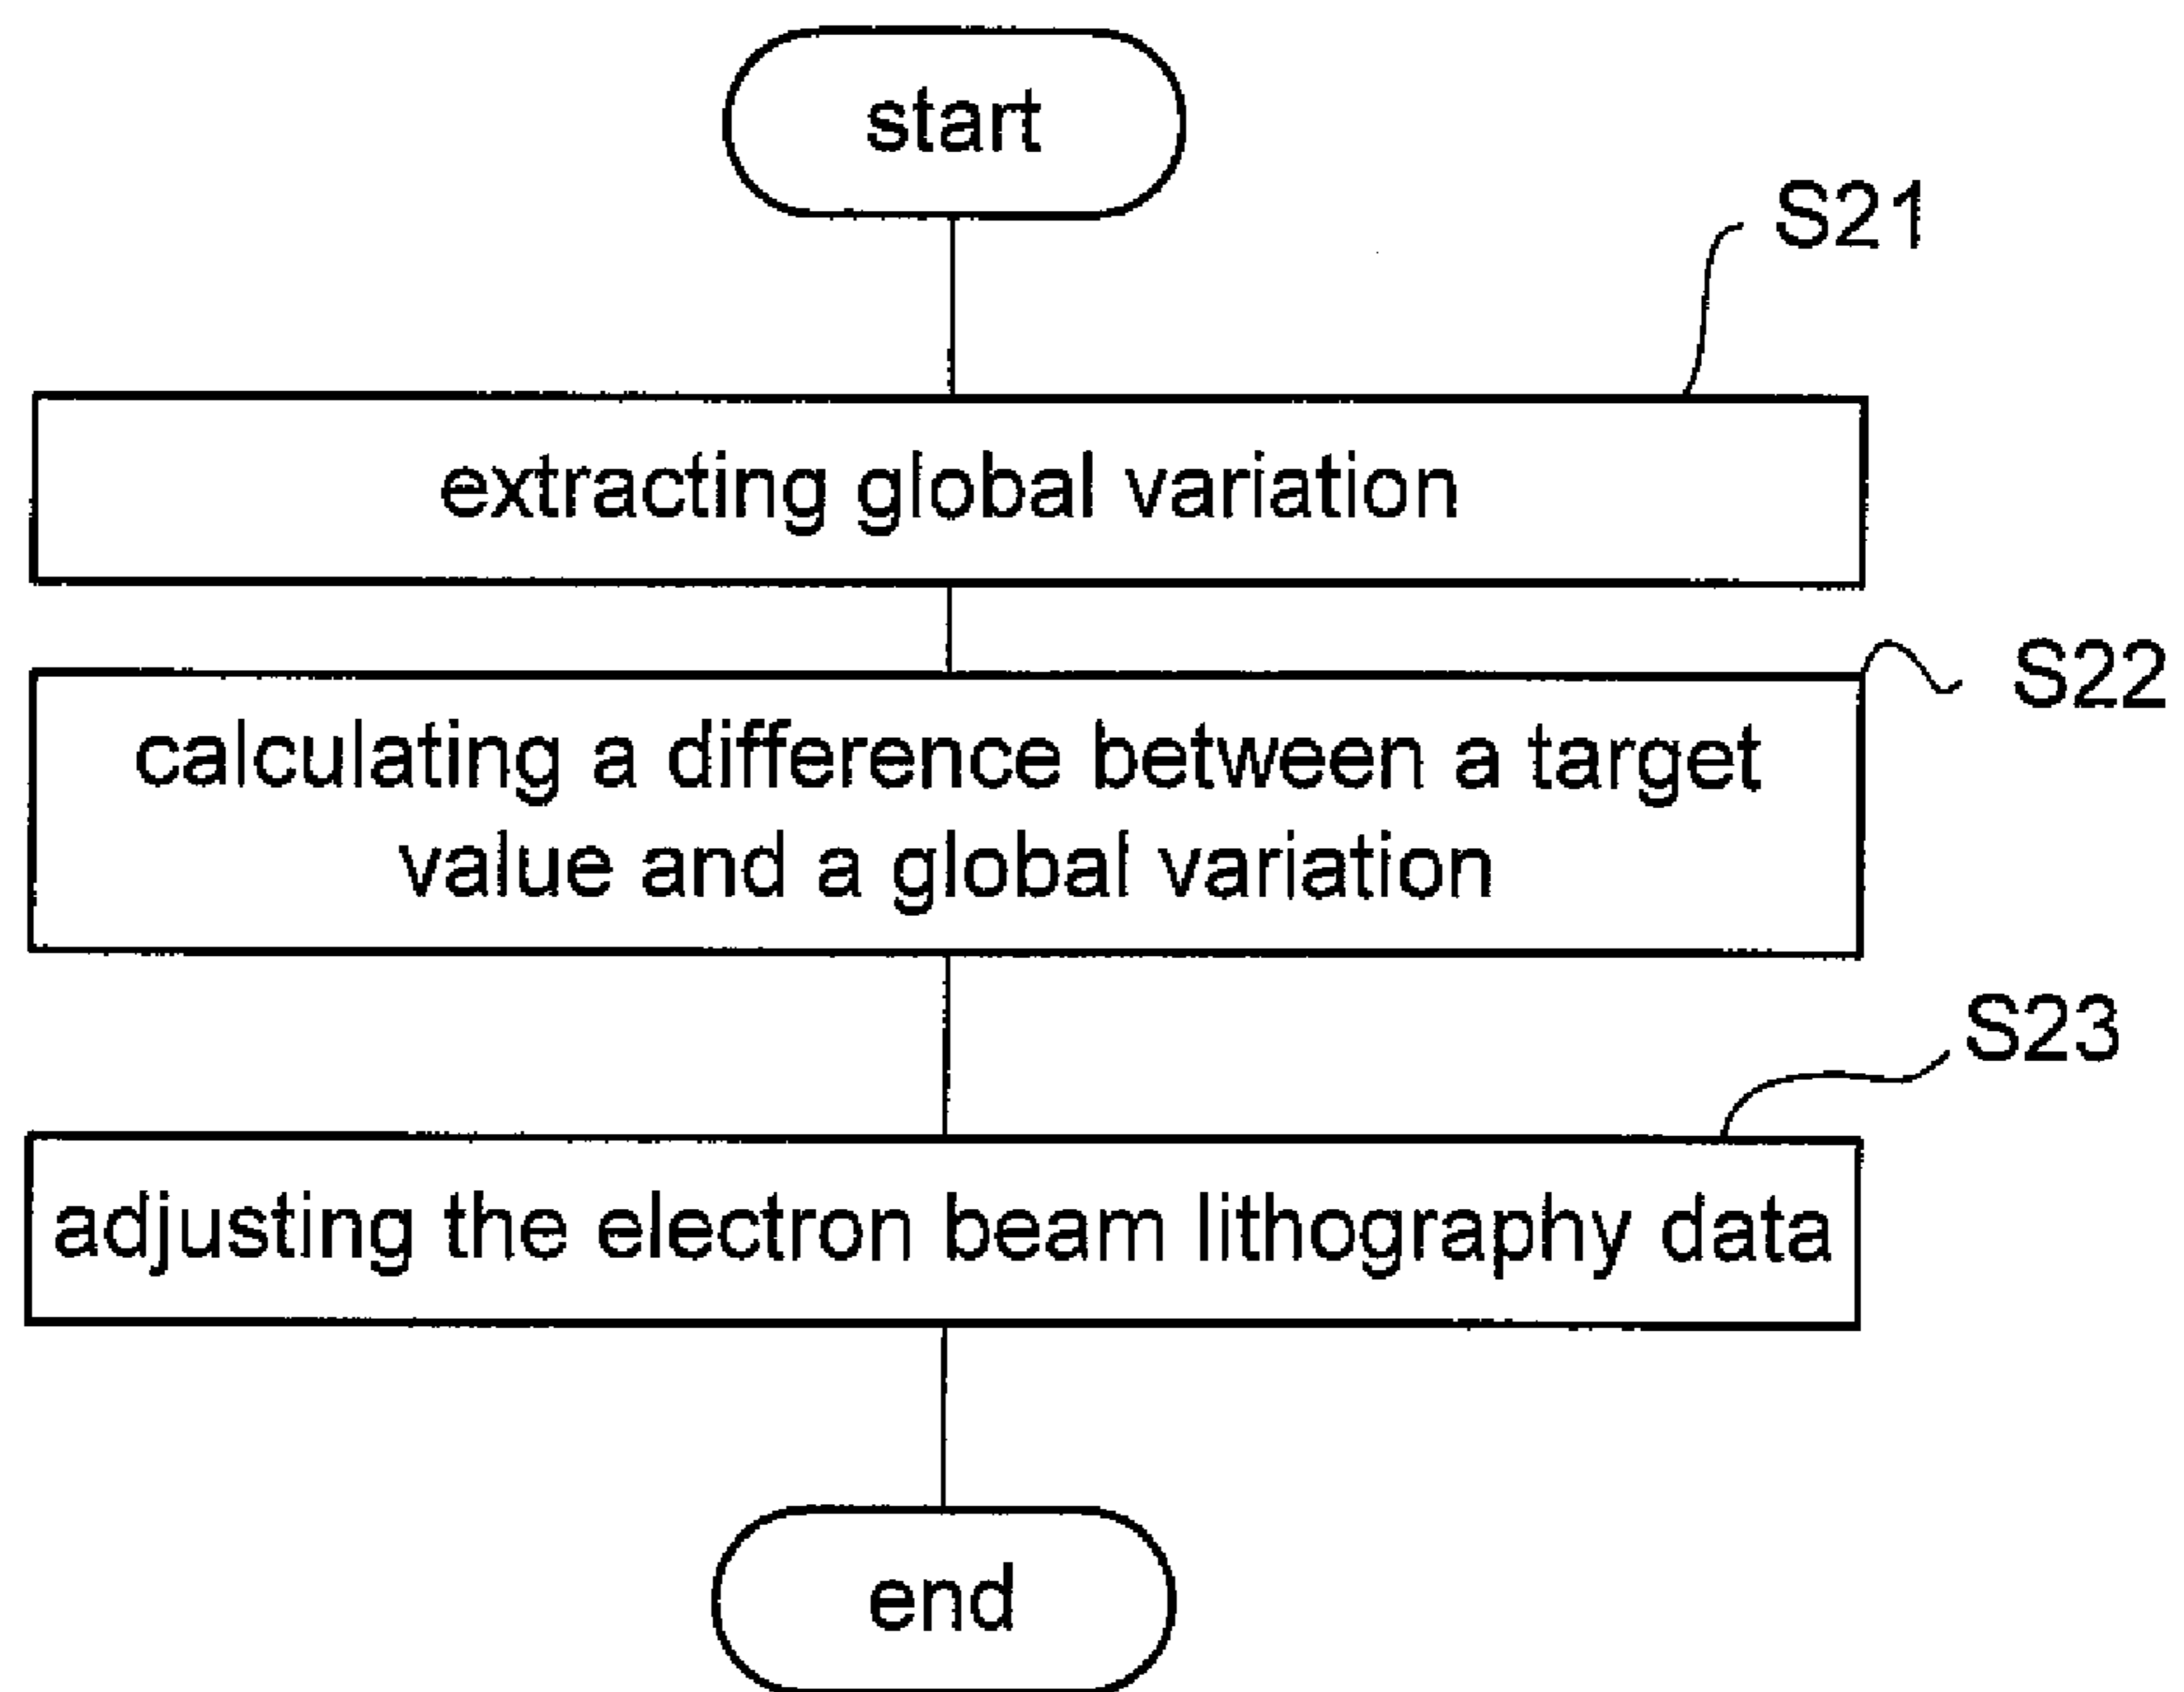 start
S21
extracting global variation
S22
calculating a difference between a target
value and a global variation
S23
adjusting the electron beam lithography data
end